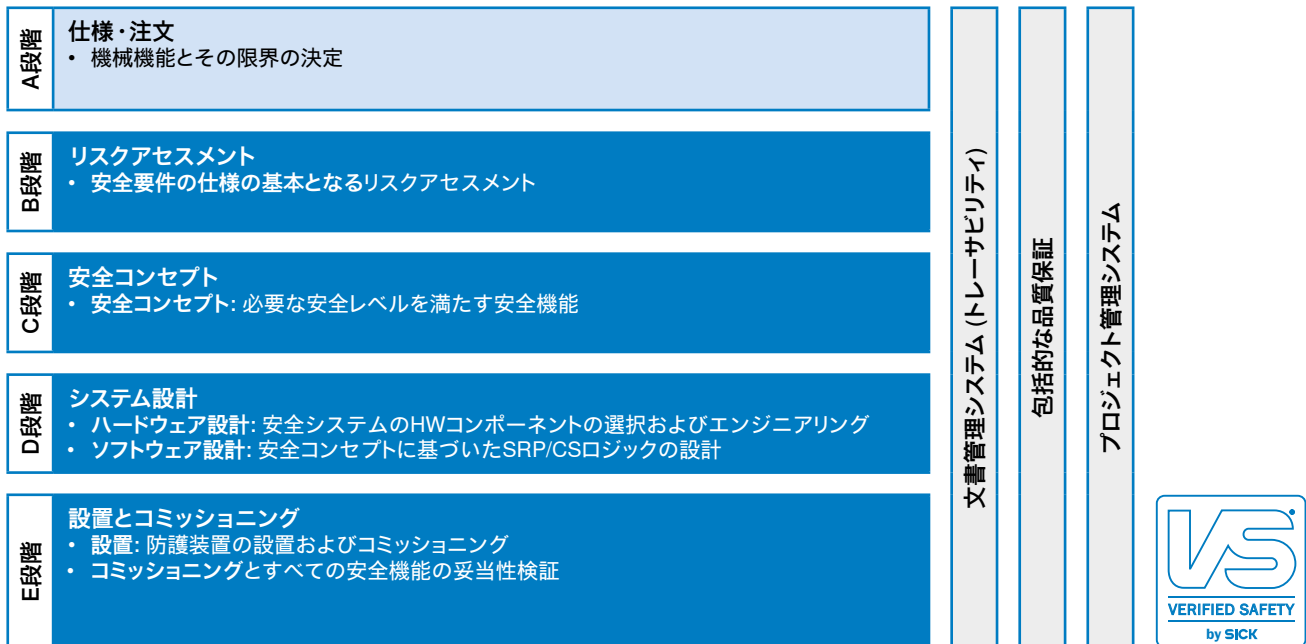 A段階
仕様・注文
• 機械機能とその限界の決定
B段階
リスクアセスメント
• 安全要件の仕様の基本となるリスクアセスメント
C段階
安全コンセプト
• 安全コンセプト: 必要な安全レベルを満たす安全機能
D段階
システム設計
• ハードウェア設計: 安全システムのHWコンポーネントの選択およびエンジニアリング
• ソフトウェア設計: 安全コンセプトに基づいたSRP/CSロジックの設計
E段階
設置とコミッショニング
• 設置: 防護装置の設置およびコミッショニング
• コミッショニングとすべての安全機能の妥当性検証
文書管理システム (トレーサビリティ)
包括的な品質保証
プロジェクト管理システム
VS
VERIFIED SAFETY
by SICK